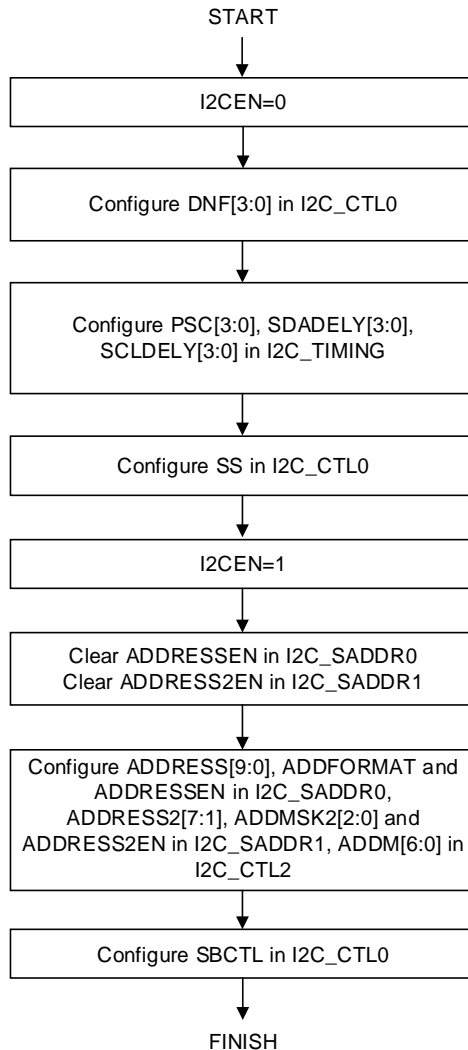 START
I2CEN=0
Configure DNF[3:0] in I2C_CTL0
Configure PSC[3:0], SDADELY[3:0],
SCLDELY[3:0] in I2C_TIMING
Configure SS in I2C_CTL0
I2CEN=1
Clear ADDRESSEN in I2C_SADDR0
Clear ADDRESS2EN in I2C_SADDR1
Configure ADDRESS[9:0], ADDFORMAT and
ADDRESSEN in I2C_SADDR0,
ADDRESS2[7:1], ADDMSK2[2:0] and
ADDRESS2EN in I2C_SADDR1, ADDM[6:0] in
I2C_CTL2
Configure SBCTL in I2C_CTL0
FINISH